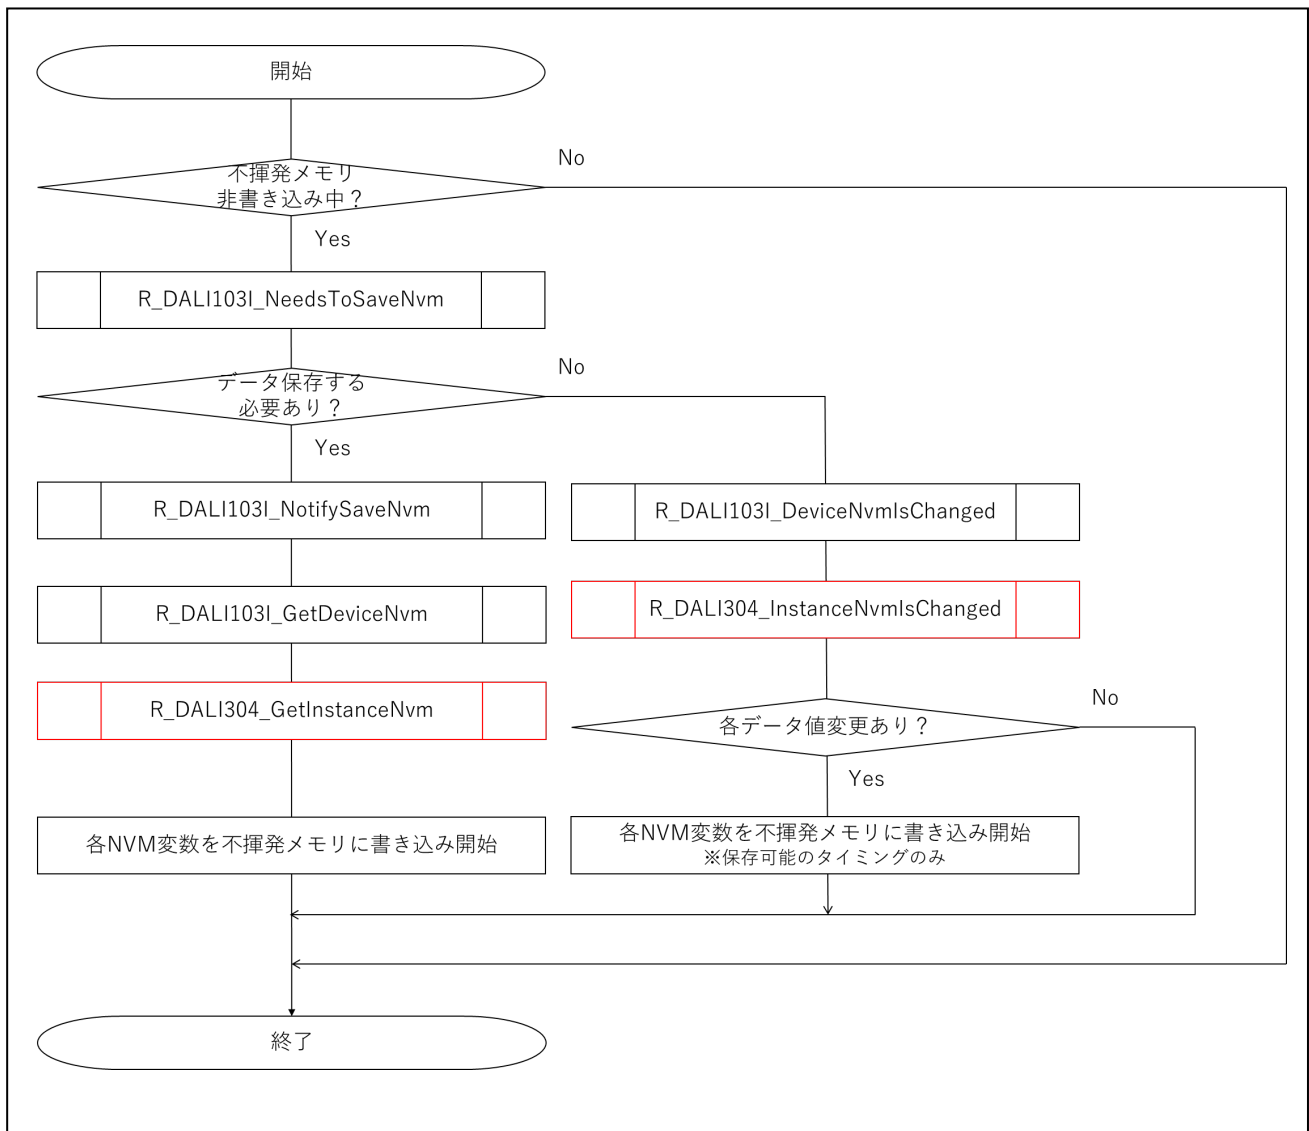 開始
不揮発メモリ
非書き込み中？
No
Yes
R_DALI103I_NeedsToSaveNvm
データ保存する
必要あり？
No
Yes
R_DALI103I_NotifySaveNvm
R_DALI103I_DeviceNvmIsChanged
R_DALI103I_GetDeviceNvm
R_DALI304_InstanceNvmIsChanged
R_DALI304_GetInstanceNvm
各データ値変更あり？
No
Yes
各NVM変数を不揮発メモリに書き込み開始
各NVM変数を不揮発メモリに書き込み開始
※保存可能のタイミングのみ
終了